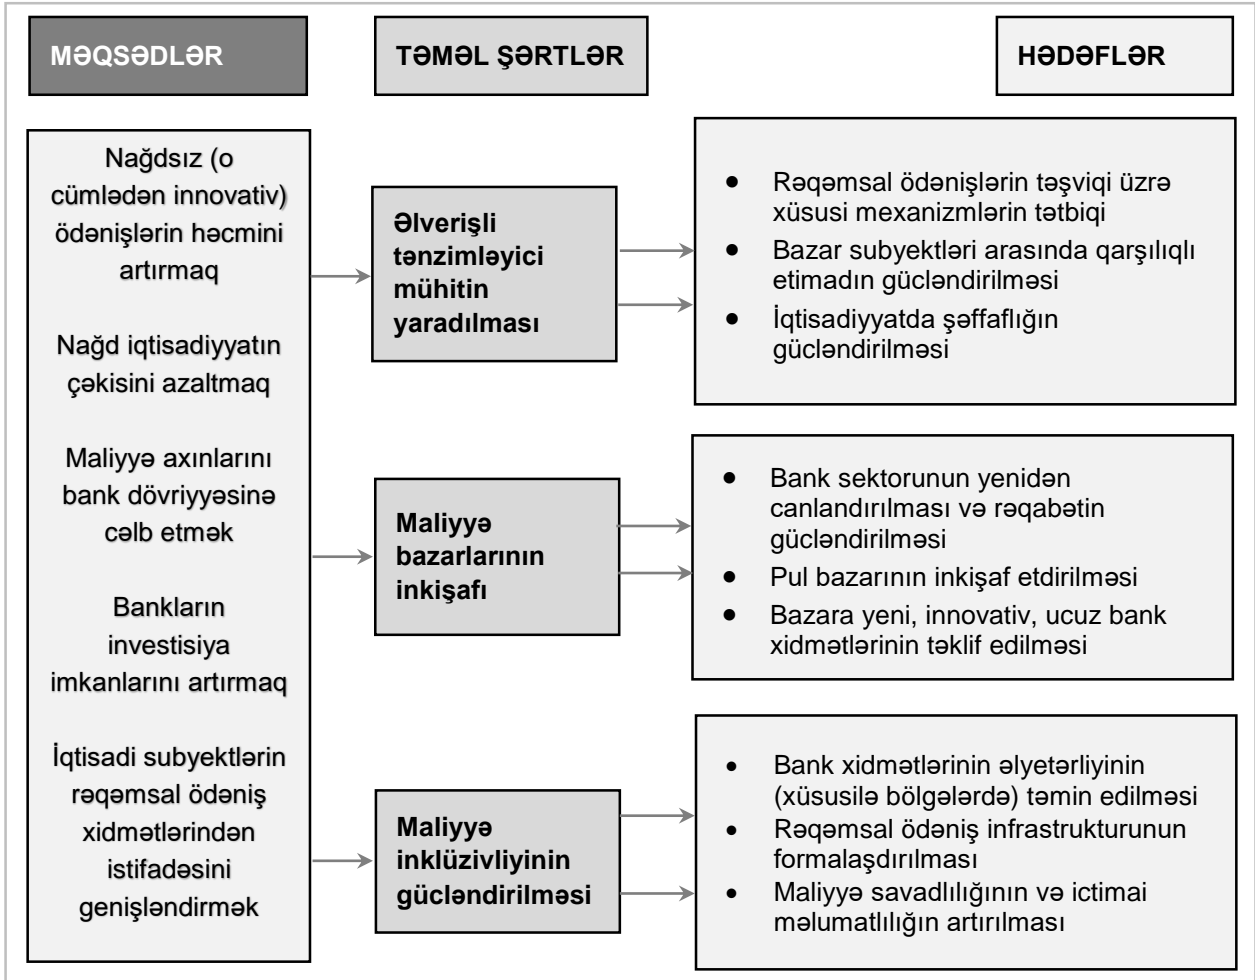 MƏQSƏDLƏR
TƏMƏL ŞƏRTLƏR
HƏDƏFLƏR
Nağdsız (o
cümlədən innovativ)
ödənişlərin həcmini
artırmaq
Nağd iqtisadiyyatın
çəkisini azaltmaq
Maliyyə axınlarını
bank dövriyyəsinə
cəlb etmək
Bankların
investisiya
imkanlarını artırmaq
İqtisadi subyektlərin
rəqəmsal ödəniş
xidmətlərindən
istifadəsini
genişləndirmək
Əlverişli
tənzimləyici
mühitin
yaradılması
● Rəqəmsal ödənişlərin təşviqi üzrə
xüsusi mexanizmlərin tətbiqi
● Bazar subyektləri arasında qarşılıqlı
etimadın gücləndirilməsi
● İqtisadiyyatda şəffaflığın
gücləndirilməsi
Maliyyə
bazarlarının
inkişafı
● Bank sektorunun yenidən
canlandırılması və rəqabətin
gücləndirilməsi
● Pul bazarının inkişaf etdirilməsi
● Bazara yeni, innovativ, ucuz bank
xidmətlərinin təklif edilməsi
Maliyyə
inklüzivliyinin
gücləndirilməsi
• Bank xidmətlərinin əlyetərliyinin
(xüsusilə bölgələrdə) təmin edilməsi
• Rəqəmsal ödəniş infrastrukturunun
formalaşdırılması
• Maliyyə savadlılığının və ictimai
məlumatlılığın artırılması